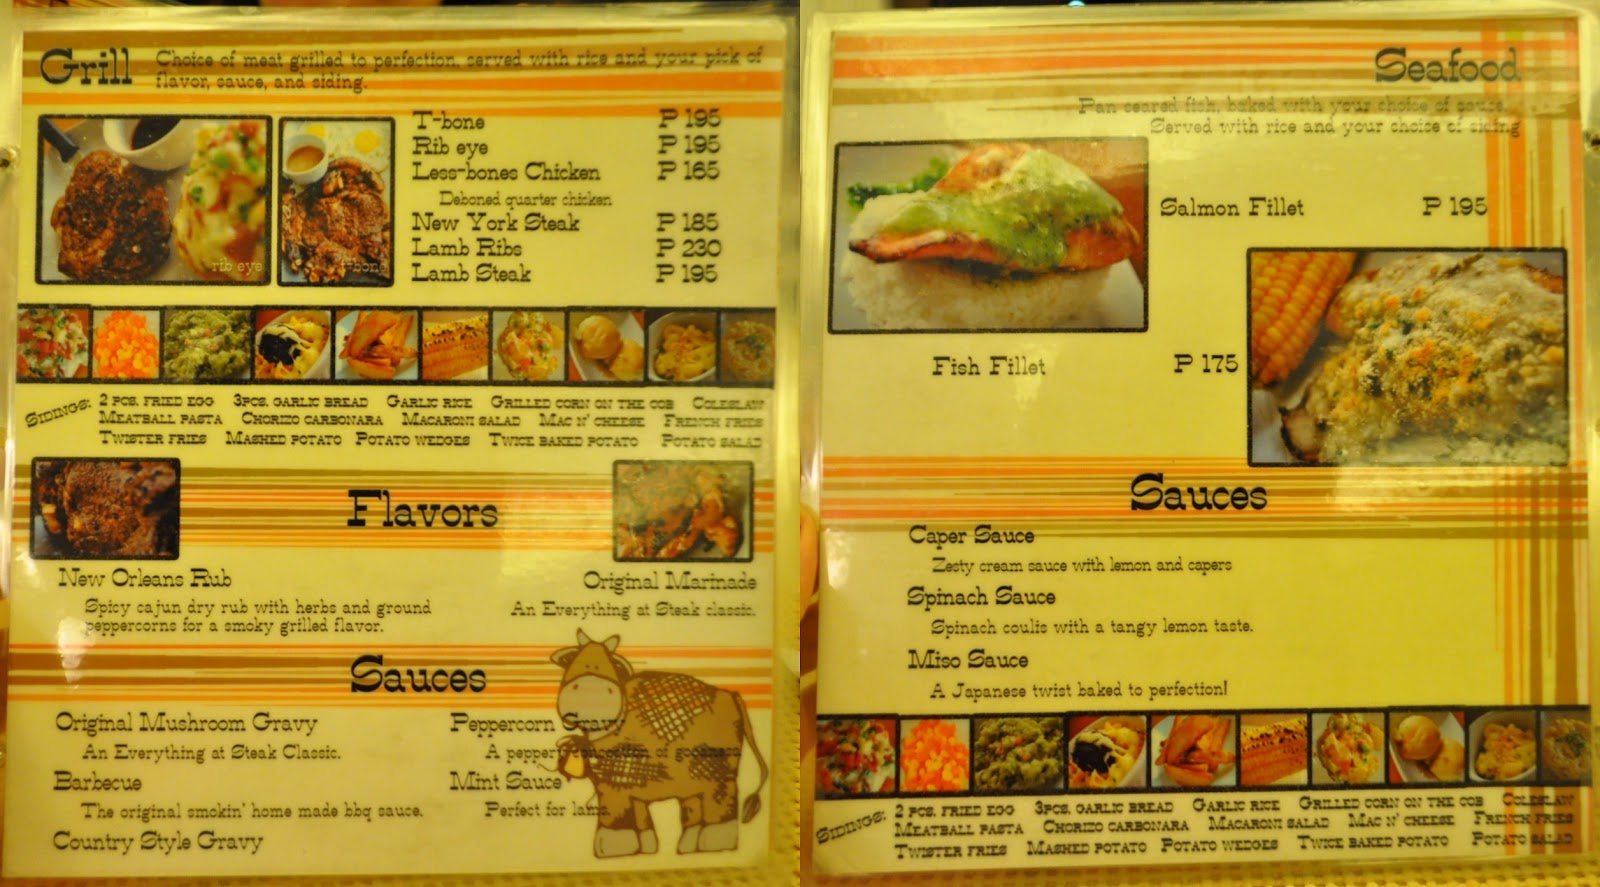 Grill
Choice of meat grilled to perfection, served with rice and your pick of
flavor, sauce, and siding.
T-bone P 195
Rib eye P 195
Less-bones Chicken P 165
Deboned quarter chicken
New York Steak P 185
Lamb Ribs P 230
Lamb Steak P 195
rib eye
t-bone
Sidings: 2 pcs. fried egg 3pcs. garlic bread Garlic rice Grilled corn on the cob Coleslaw
Meatball pasta Chorizo carbonara Macaroni salad Mac n' cheese French fries
Twister fries Mashed potato Potato wedges Twice baked potato Potato salad
Flavors
New Orleans Rub
Spicy cajun dry rub with herbs and ground
peppercorns for a smoky grilled flavor.
Original Marinade
An Everything at Steak classic.
Sauces
Original Mushroom Gravy
An Everything at Steak Classic.
Barbecue
The original smokin' home made bbq sauce.
Country Style Gravy
Peppercorn Gravy
A peppery concoction of goodness
Mint Sauce
Perfect for lamb.
Seafood
Pan seared fish, baked with your choice of sauce.
Served with rice and your choice of siding
Salmon Fillet P 195
Fish Fillet P 175
Sauces
Caper Sauce
Zesty cream sauce with lemon and capers
Spinach Sauce
Spinach coulis with a tangy lemon taste.
Miso Sauce
A Japanese twist baked to perfection!
Sidings: 2 pcs. fried egg 3pcs. garlic bread Garlic rice Grilled corn on the cob Coleslaw
Meatball pasta Chorizo carbonara Macaroni salad Mac n' cheese French fries
Twister fries Mashed potato Potato wedges Twice baked potato Potato salad